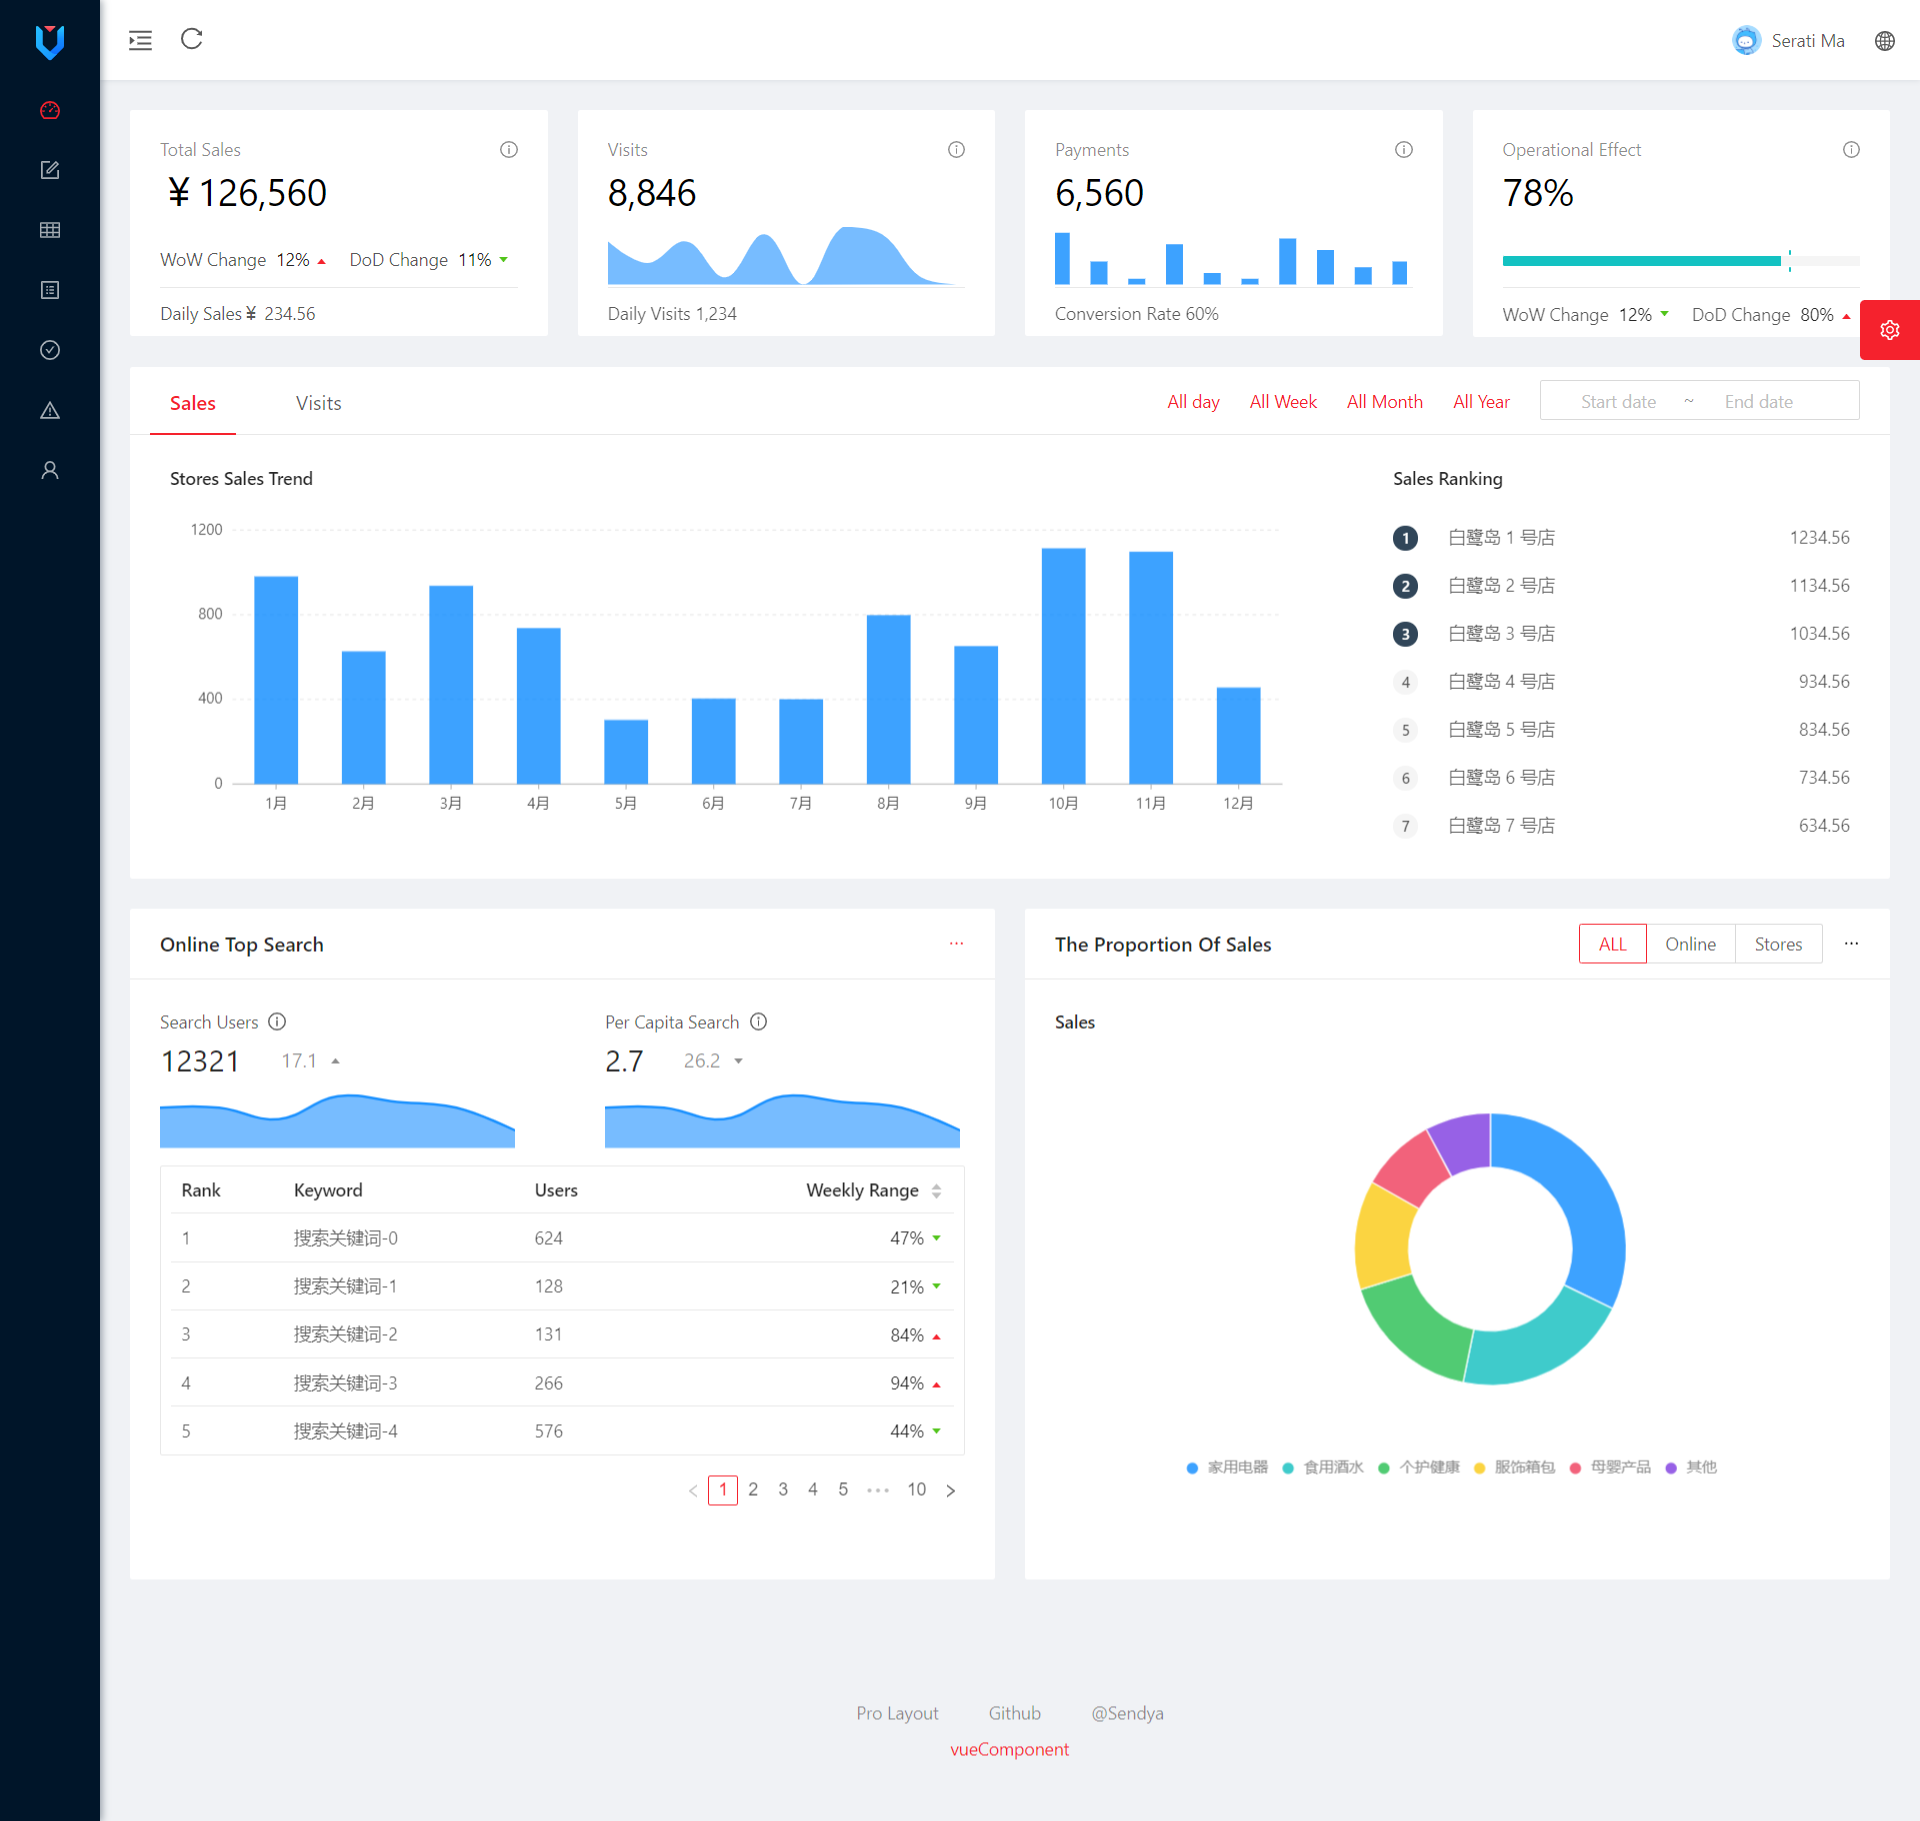 Serati Ma
Total Sales
¥ 126,560
WoW Change 12% DoD Change 11%
Daily Sales ¥ 234.56
Visits
8,846
Daily Visits 1,234
Payments
6,560
Conversion Rate 60%
Operational Effect
78%
WoW Change 12% DoD Change 80%
Sales Visits All day All Week All Month All Year Start date ~ End date
Stores Sales Trend
1200
800
400
0
1月 2月 3月 4月 5月 6月 7月 8月 9月 10月 11月 12月
Sales Ranking
1 白鹭岛 1 号店 1234.56
2 白鹭岛 2 号店 1134.56
3 白鹭岛 3 号店 1034.56
4 白鹭岛 4 号店 934.56
5 白鹭岛 5 号店 834.56
6 白鹭岛 6 号店 734.56
7 白鹭岛 7 号店 634.56
Online Top Search ···
Search Users
12321 17.1
Per Capita Search
2.7 26.2
Rank Keyword Users Weekly Range
1 搜索关键词-0 624 47%
2 搜索关键词-1 128 21%
3 搜索关键词-2 131 84%
4 搜索关键词-3 266 94%
5 搜索关键词-4 576 44%
< 1 2 3 4 5 ••• 10 >
The Proportion Of Sales ALL Online Stores ···
Sales
家用电器 食用酒水 个护健康 服饰箱包 母婴产品 其他
Pro Layout Github @Sendya
vueComponent